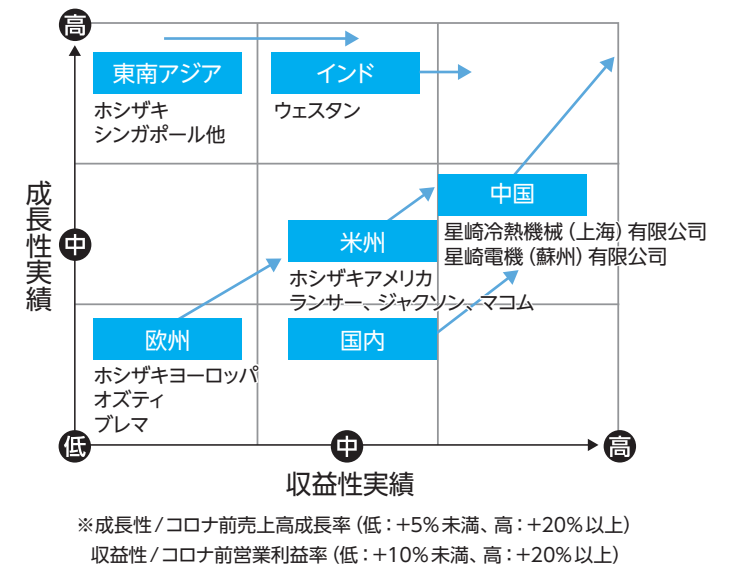 高
東南アジア
インド
ホシザキ
シンガポール他
ウェスタン
成長性実績
中
中国
星崎冷熱機械（上海）有限公司
星崎電機（蘇州）有限公司
米州
ホシザキアメリカ
ランサー、ジャクソン、マコム
欧州
国内
ホシザキヨーロッパ
オズティ
ブレマ
低
中
高
収益性実績
※成長性/コロナ前売上高成長率（低：+5%未満、高：+20%以上）
収益性/コロナ前営業利益率（低：+10%未満、高：+20%以上）